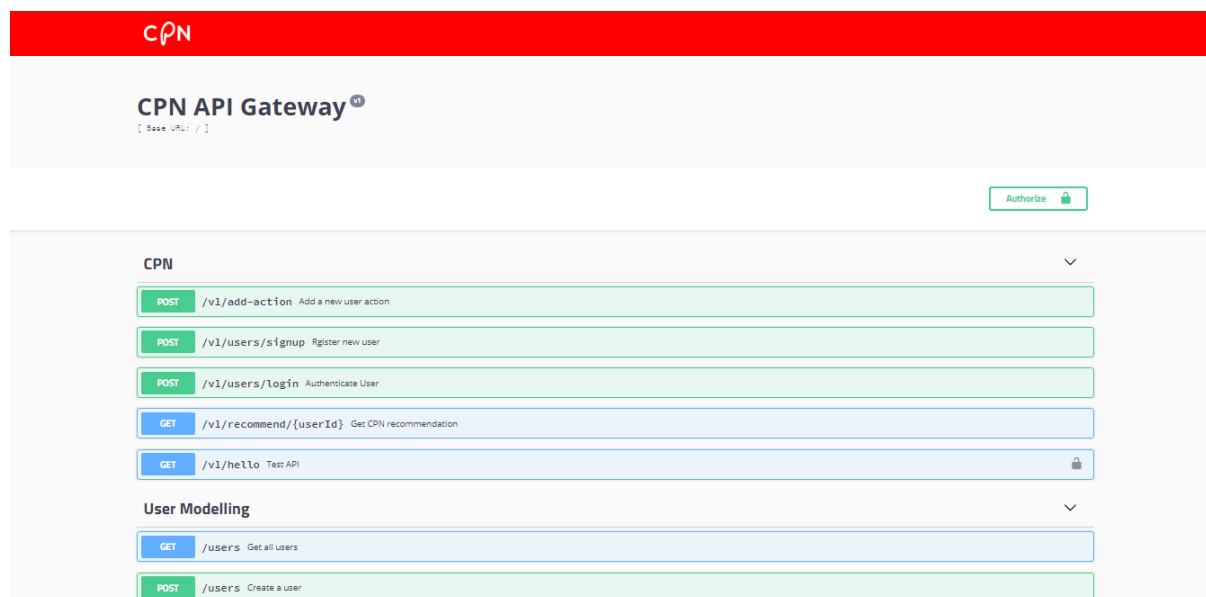 CPN
CPN API Gateway v1
[ Base URL: / ]
Authorize
CPN
POST /v1/add-action Add a new user action
POST /v1/users/signup Rgister new user
POST /v1/users/login Authenticate User
GET /v1/recommend/{userId} Get CPN recommendation
GET /v1/hello Test API
User Modelling
GET /users Get all users
POST /users Create a user